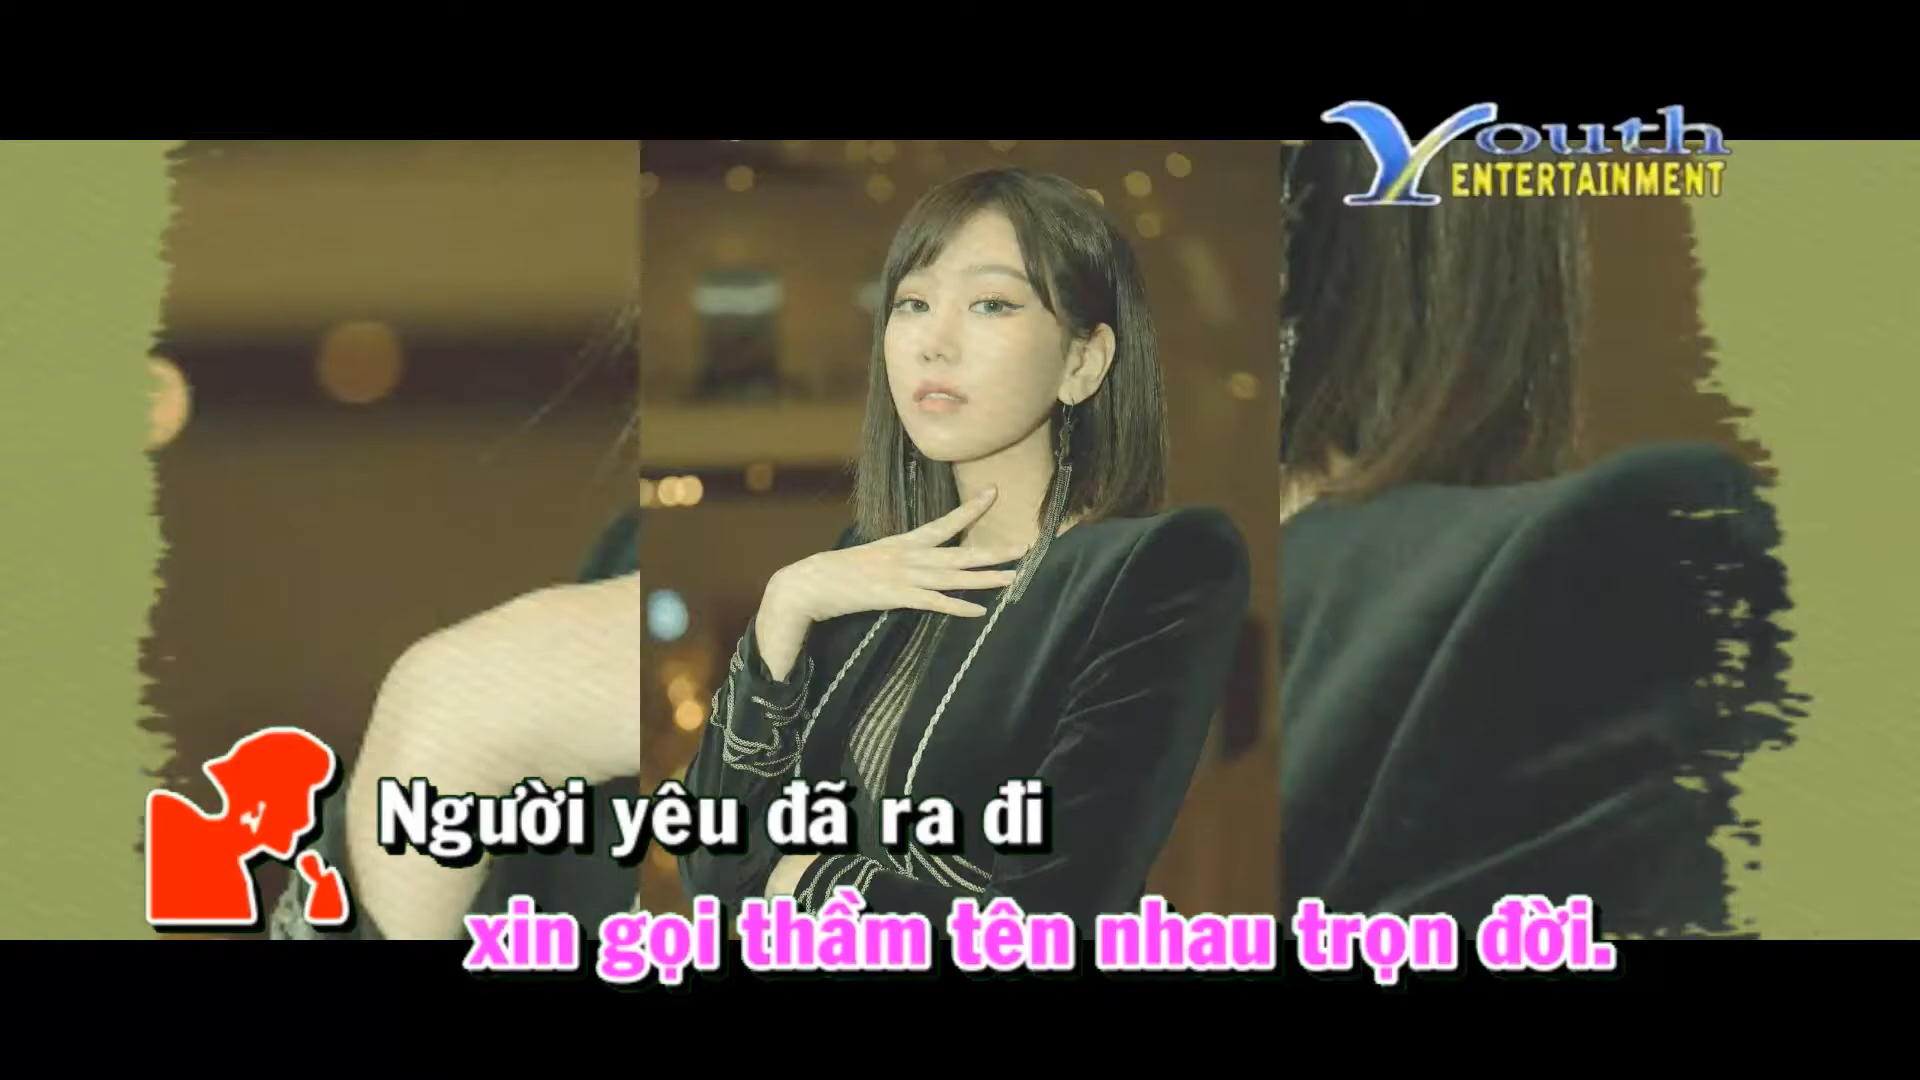 Youth
ENTERTAINMENT
Người yêu đã ra đi
xin gọi thầm tên nhau trọn đời.